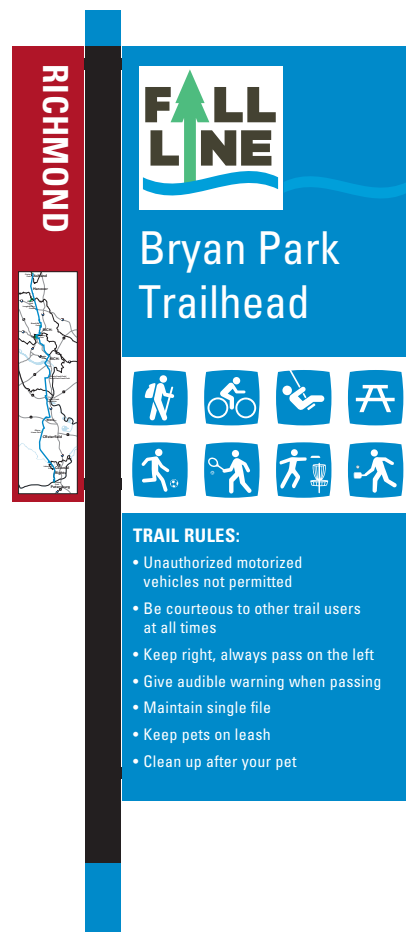 RICHMOND
FALL
LINE
Bryan Park
Trailhead
TRAIL RULES:
• Unauthorized motorized
vehicles not permitted
• Be courteous to other trail users
at all times
• Keep right, always pass on the left
• Give audible warning when passing
• Maintain single file
• Keep pets on leash
• Clean up after your pet